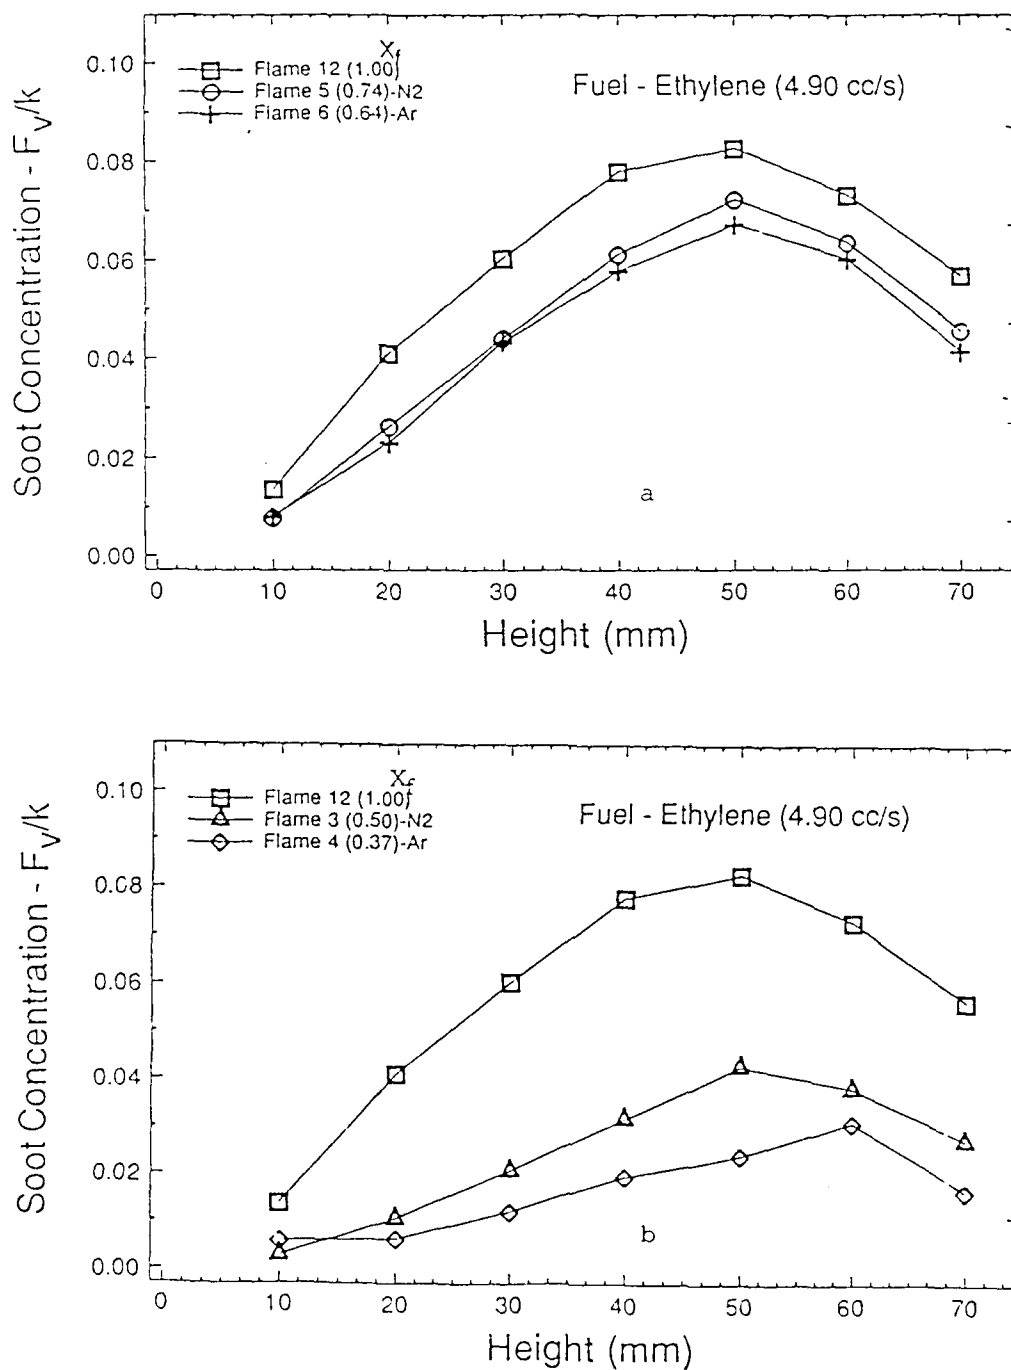 X_f
Flame 12 (1.00)
Flame 5 (0.74)-N2
Flame 6 (0.64)-Ar
Fuel - Ethylene (4.90 cc/s)
Soot Concentration - F_V/k
0.10
0.08
0.06
0.04
0.02
0.00
a
0 10 20 30 40 50 60 70
Height (mm)
X_f
Flame 12 (1.00)
Flame 3 (0.50)-N2
Flame 4 (0.37)-Ar
Fuel - Ethylene (4.90 cc/s)
Soot Concentration - F_V/k
0.10
0.08
0.06
0.04
0.02
0.00
b
0 10 20 30 40 50 60 70
Height (mm)